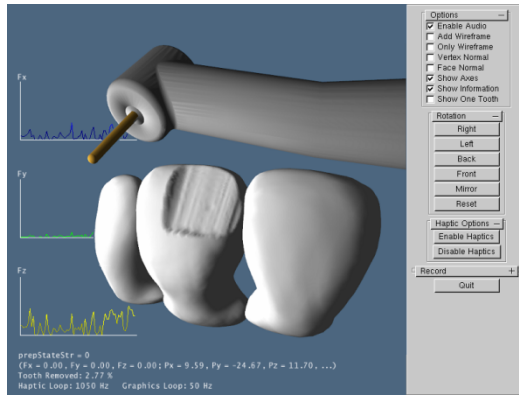 Fx
Fy
Fz
prepStateStr = 0
(Fx = 0.00, Fy = 0.00, Fz = 0.00; Px = 9.59, Py = -24.67, Pz = 11.70, ...)
Tooth Removed: 2.77 %
Haptic Loop: 1050 Hz Graphics Loop: 50 Hz
Options
Enable Audio
Add Wireframe
Only Wireframe
Vertex Normal
Face Normal
Show Axes
Show Information
Show One Tooth
Rotation
Right
Left
Back
Front
Mirror
Reset
Haptic Options
Enable Haptics
Disable Haptics
Record
Quit